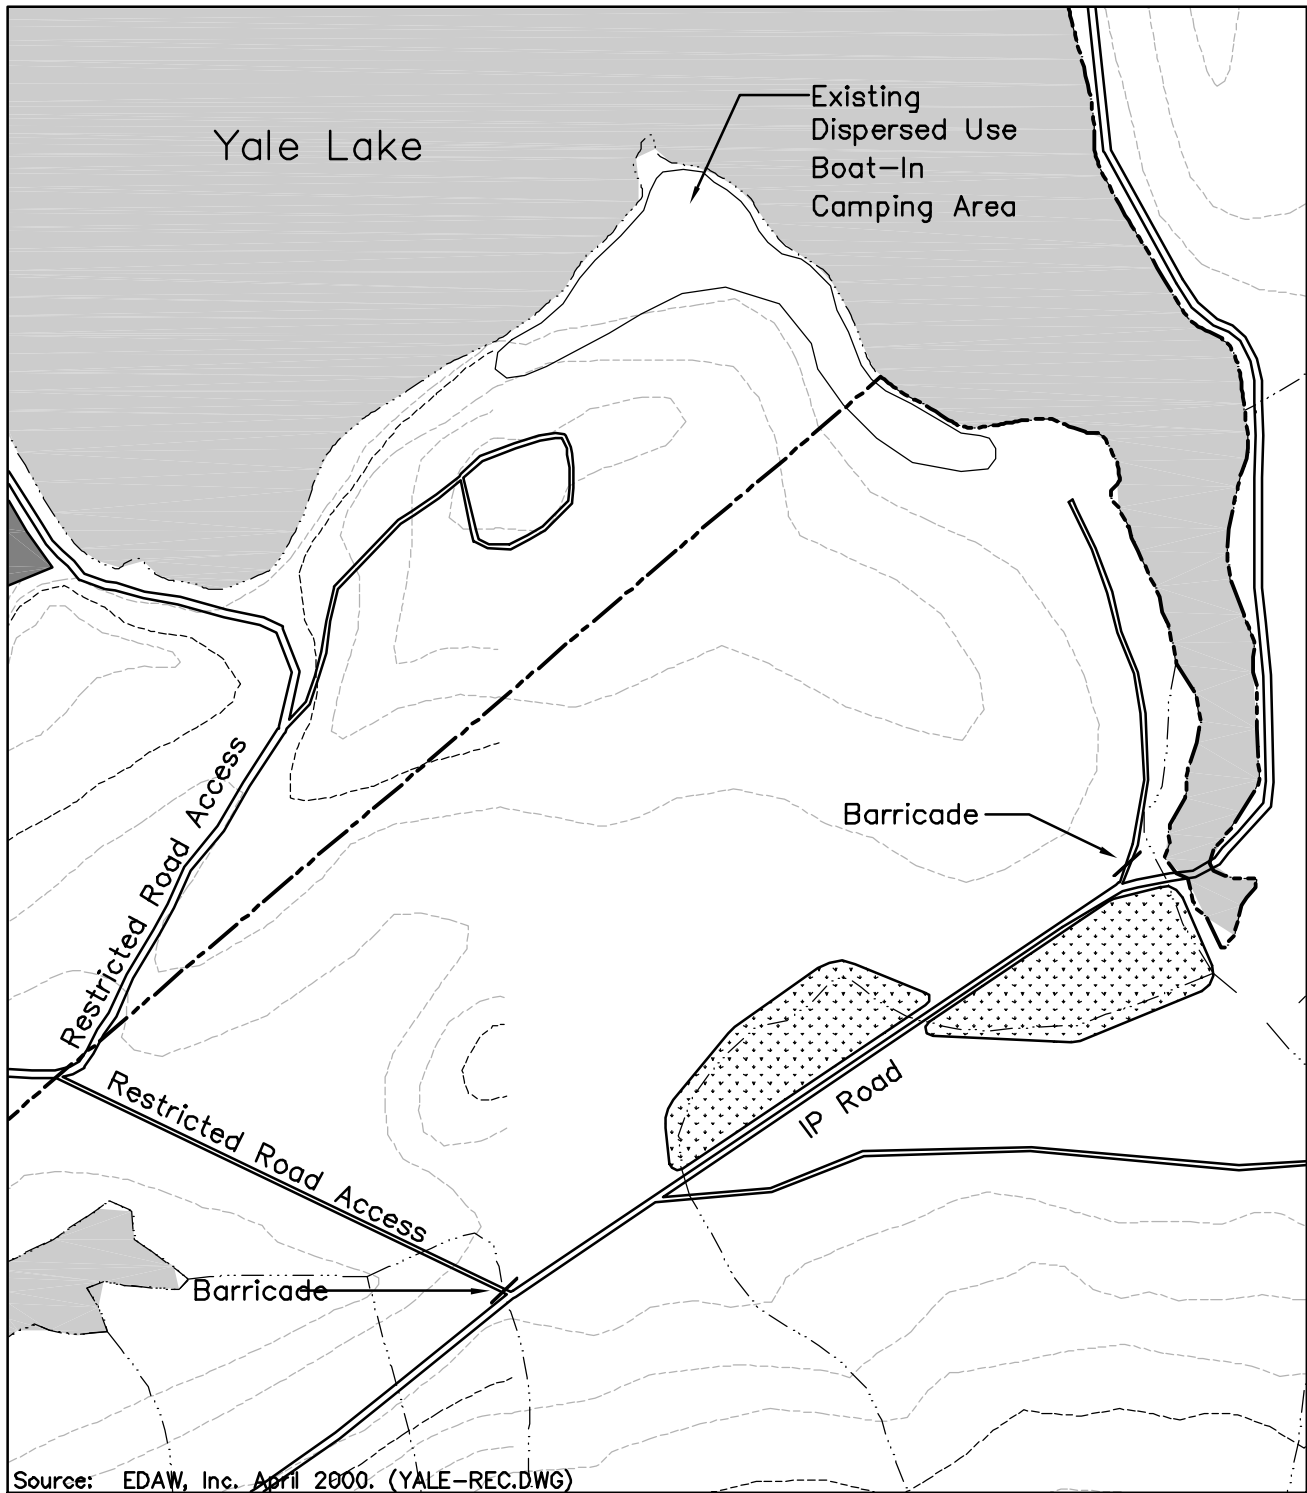 Existing
Dispersed Use
Boat-In
Camping Area
Yale Lake
Restricted Road Access
Barricade
Restricted Road Access
IP Road
Barricade
Source: EDAW, Inc. April 2000. (YALE-REC.DWG)